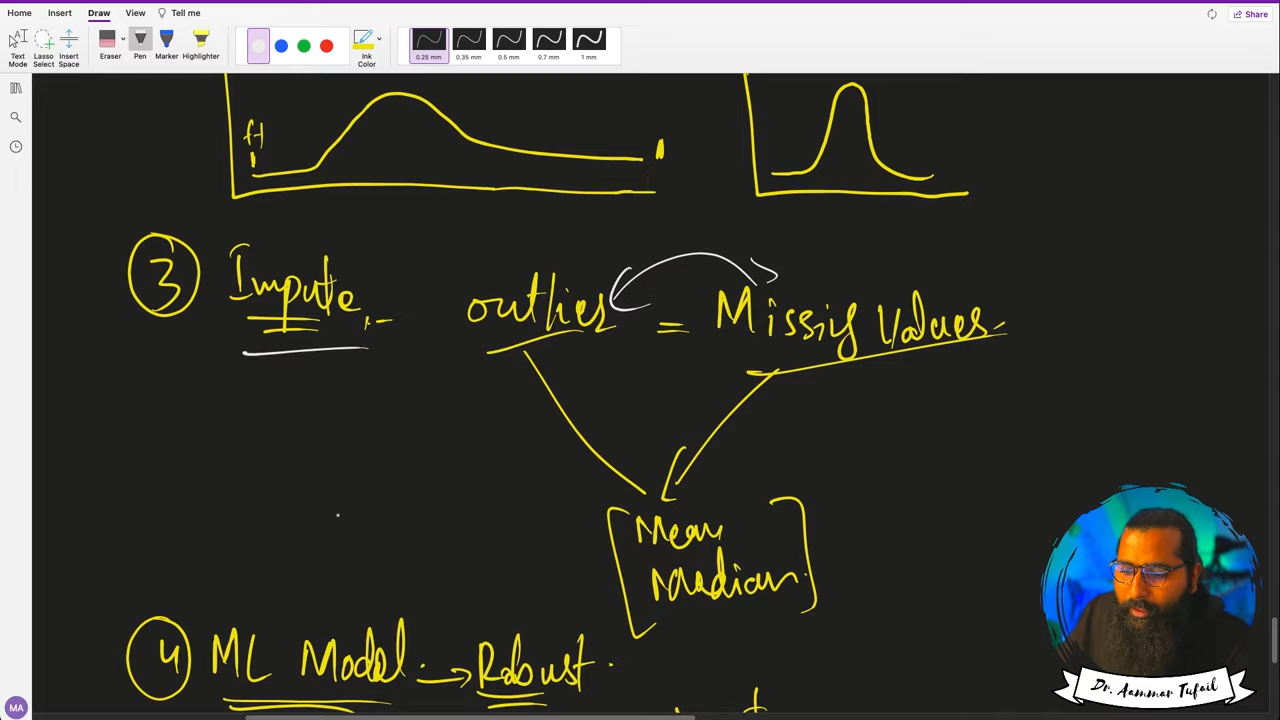 Home Insert Draw View Tell me
Share
Text Mode
Lasso Select
Insert Space
Eraser
Pen
Marker
Highlighter
Ink Color
0.25 mm
0.35 mm
0.5 mm
0.7 mm
1 mm
3 Impute outlier = Missing Values
Mean
Median
4 ML Model → Robust
MA
Dr. Aammar Tufail